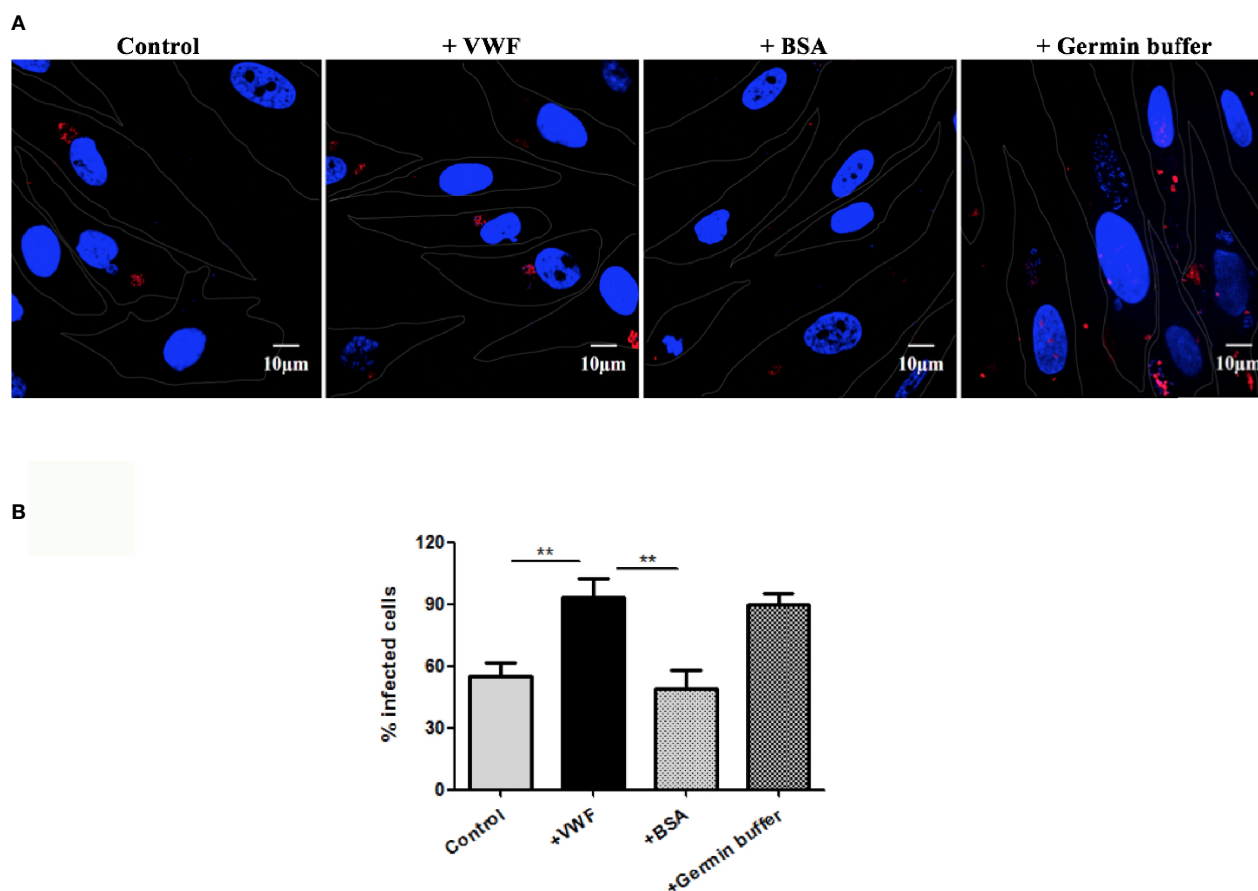 A
Control
+ VWF
+ BSA
+ Germin buffer
10μm
10μm
10μm
10μm
B
120
90
60
30
0
% infected cells
**
**
Control
+VWF
+BSA
+Germin buffer